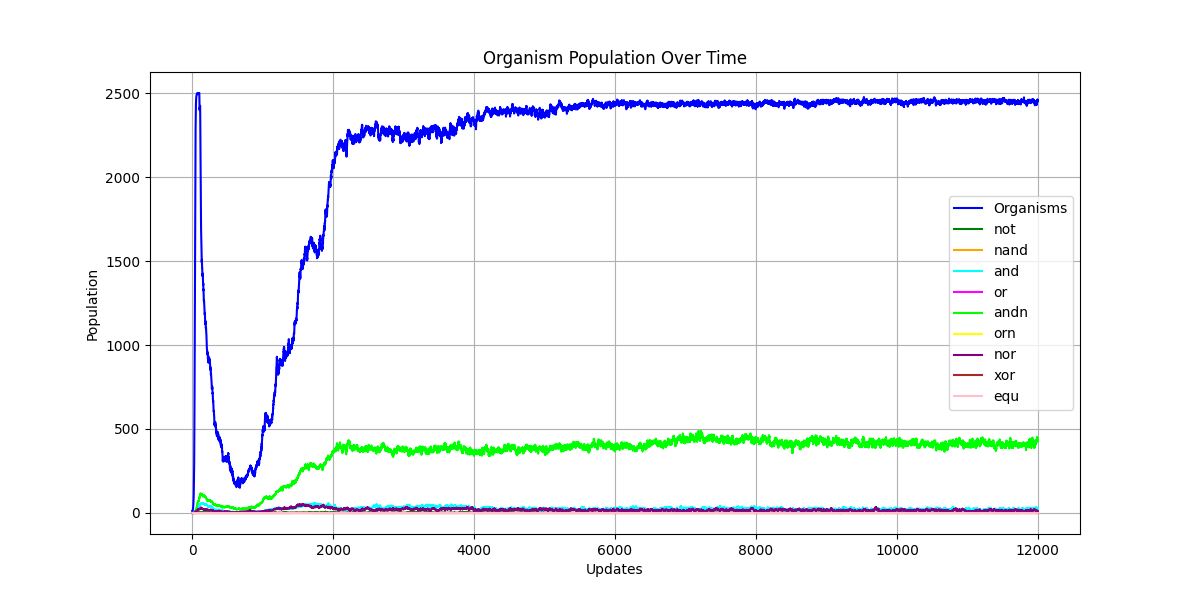 Organism Population Over Time
Population
2500
2000
1500
1000
500
0
0 2000 4000 6000 8000 10000 12000
Updates
Organisms
not
nand
and
or
andn
orn
nor
xor
equ